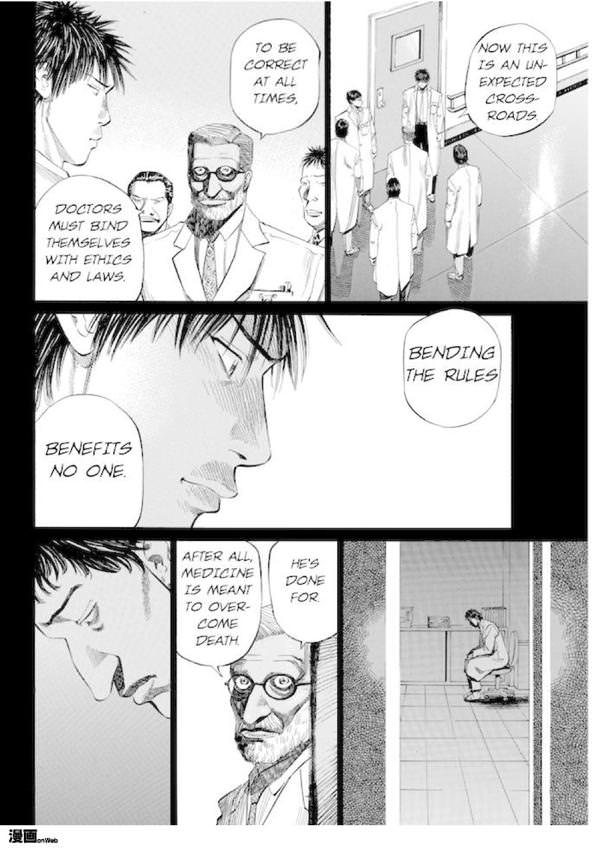 NOW THIS
IS AN UN-
EXPECTED
CROSS-
ROADS.
TO BE
CORRECT
AT ALL
TIMES,
DOCTORS
MUST BIND
THEMSELVES
WITH ETHICS
AND LAWS.
BENDING
THE RULES
BENEFITS
NO ONE.
HE'S
DONE
FOR.
AFTER ALL,
MEDICINE
IS MEANT
TO OVER-
COME
DEATH.
漫画onWeb